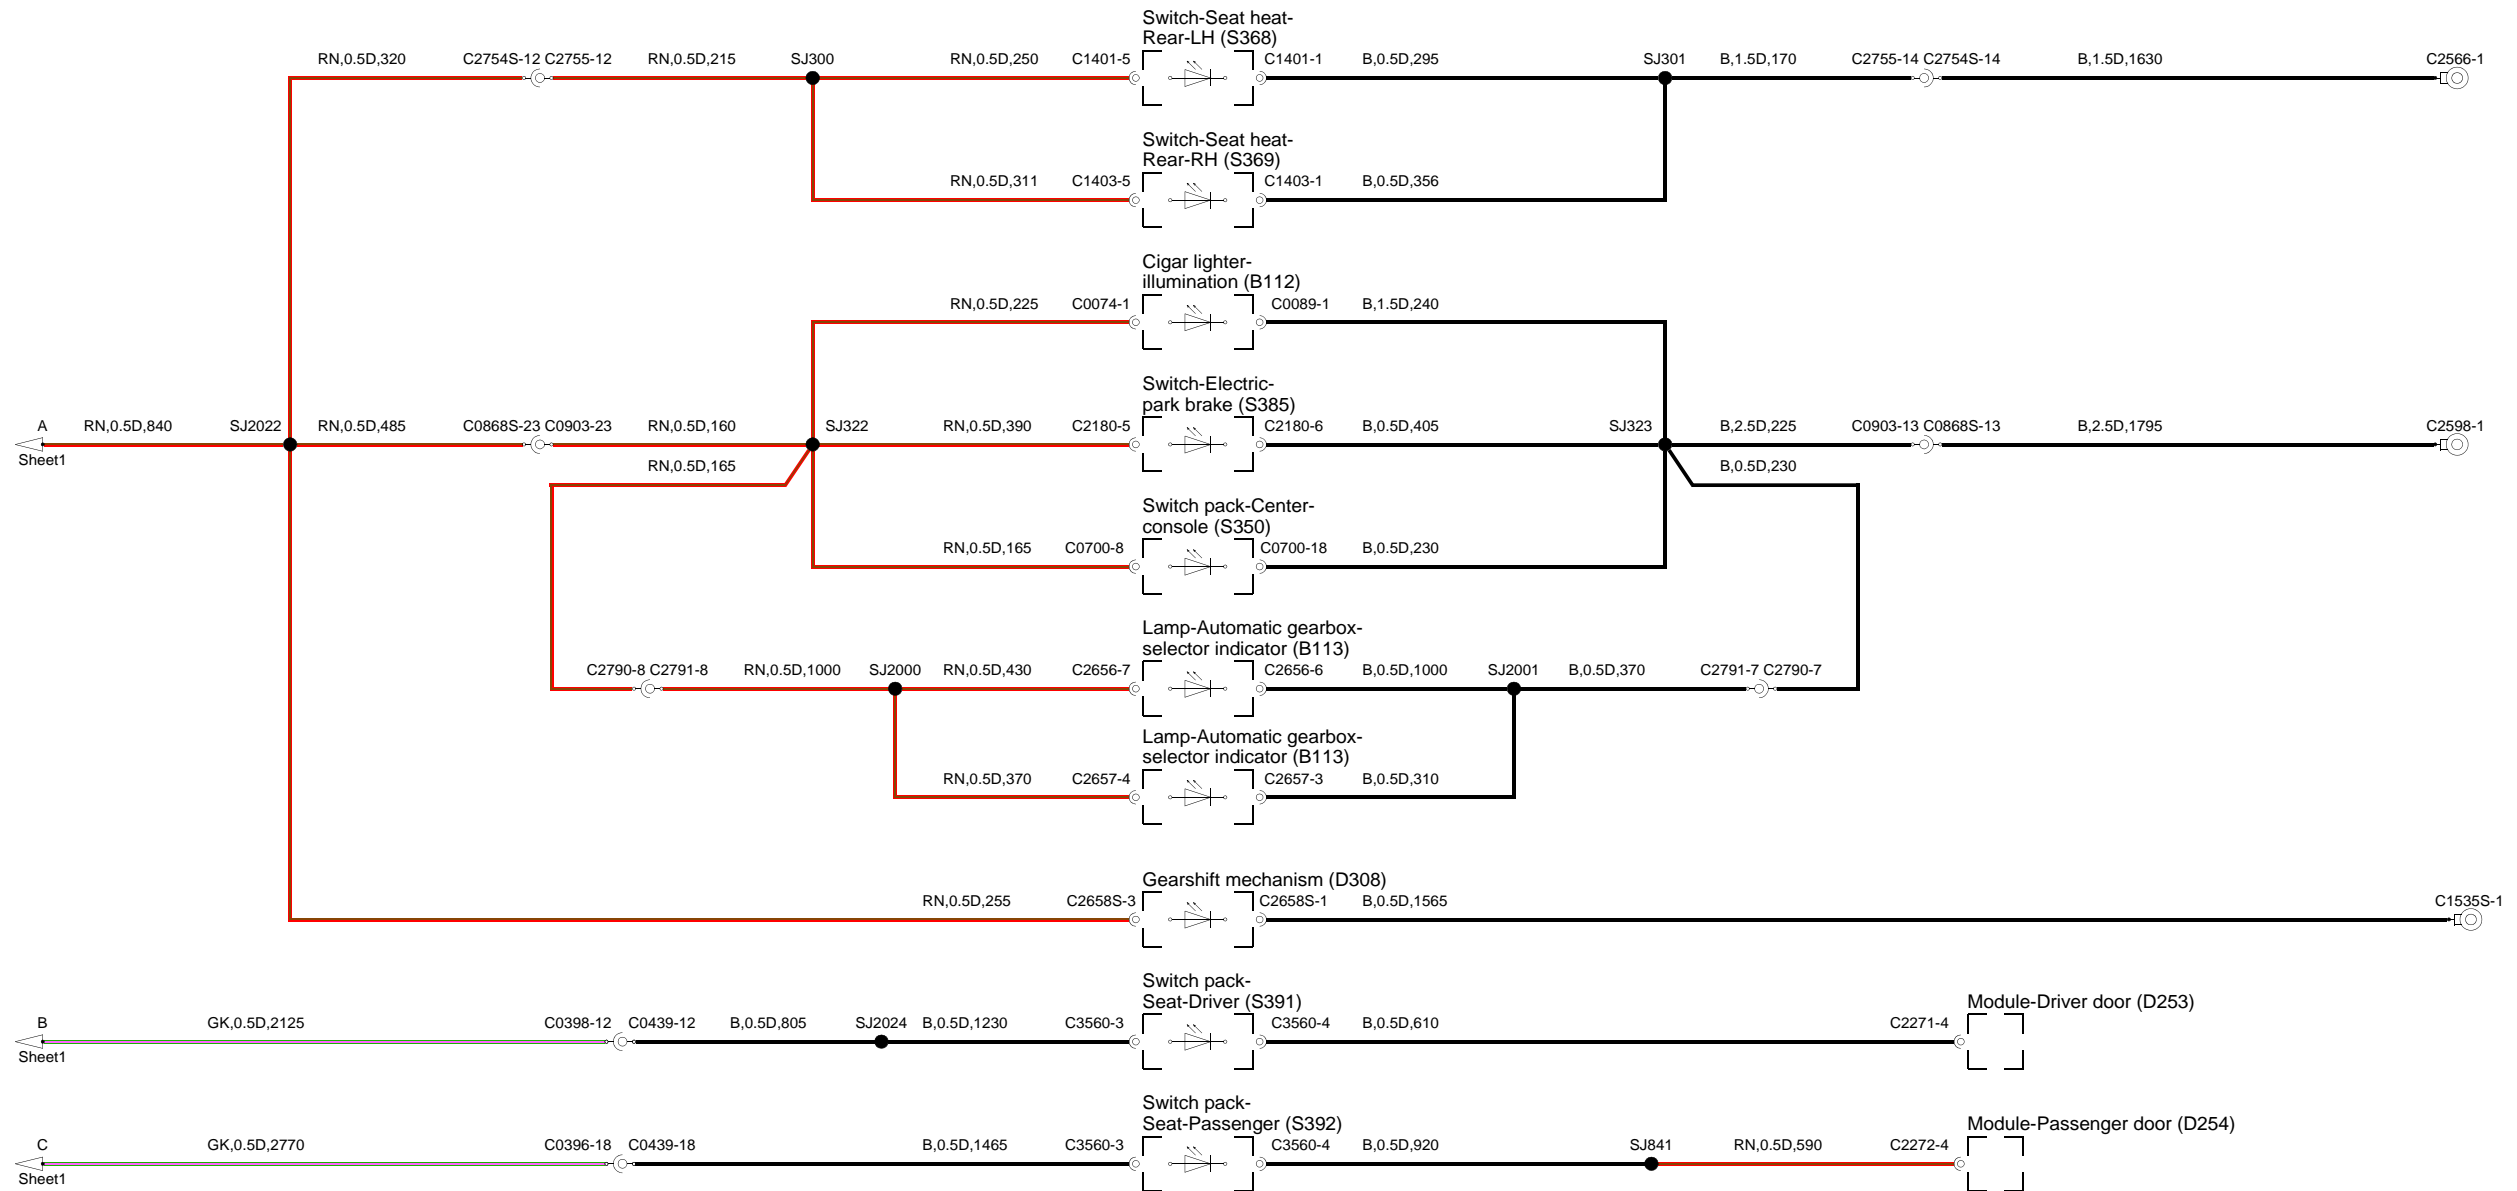 Switch-Seat heat-
Rear-LH (S368)
RN,0.5D,320 C2754S-12 C2755-12 RN,0.5D,215 SJ300 RN,0.5D,250 C1401-5 C1401-1 B,0.5D,295 SJ301 B,1.5D,170 C2755-14 C2754S-14 B,1.5D,1630 C2566-1
Switch-Seat heat-
Rear-RH (S369)
RN,0.5D,311 C1403-5 C1403-1 B,0.5D,356
Cigar lighter-
illumination (B112)
RN,0.5D,225 C0074-1 C0089-1 B,1.5D,240
Switch-Electric-
park brake (S385)
A RN,0.5D,840 SJ2022 RN,0.5D,485 C0868S-23 C0903-23 RN,0.5D,160 SJ322 RN,0.5D,390 C2180-5 C2180-6 B,0.5D,405 SJ323 B,2.5D,225 C0903-13 C0868S-13 B,2.5D,1795 C2598-1
Sheet1 RN,0.5D,165 B,0.5D,230
Switch pack-Center-
console (S350)
RN,0.5D,165 C0700-8 C0700-18 B,0.5D,230
Lamp-Automatic gearbox-
selector indicator (B113)
C2790-8 C2791-8 RN,0.5D,1000 SJ2000 RN,0.5D,430 C2656-7 C2656-6 B,0.5D,1000 SJ2001 B,0.5D,370 C2791-7 C2790-7
Lamp-Automatic gearbox-
selector indicator (B113)
RN,0.5D,370 C2657-4 C2657-3 B,0.5D,310
Gearshift mechanism (D308)
RN,0.5D,255 C2658S-3 C2658S-1 B,0.5D,1565 C1535S-1
Switch pack-
Seat-Driver (S391) Module-Driver door (D253)
B GK,0.5D,2125 C0398-12 C0439-12 B,0.5D,805 SJ2024 B,0.5D,1230 C3560-3 C3560-4 B,0.5D,610 C2271-4
Sheet1
Switch pack-
Seat-Passenger (S392) Module-Passenger door (D254)
C GK,0.5D,2770 C0396-18 C0439-18 B,0.5D,1465 C3560-3 C3560-4 B,0.5D,920 SJ841 RN,0.5D,590 C2272-4
Sheet1